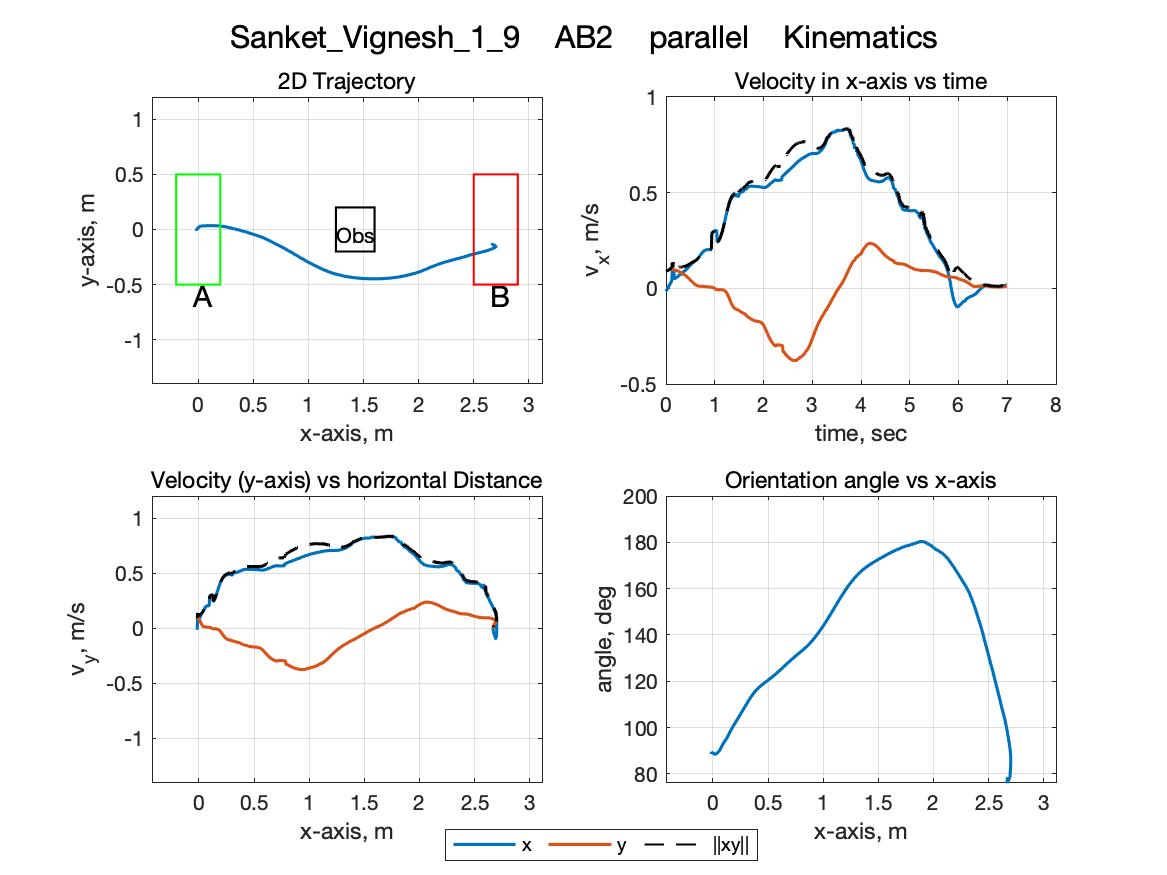 Sanket_Vignesh_1_9 AB2 parallel Kinematics
2D Trajectory
1
0.5
0
-0.5
-1
y-axis, m
A
Obs
B
0 0.5 1 1.5 2 2.5 3
x-axis, m
Velocity in x-axis vs time
1
0.5
0
-0.5
v_x, m/s
0 1 2 3 4 5 6 7 8
time, sec
Velocity (y-axis) vs horizontal Distance
1
0.5
0
-0.5
-1
v_y, m/s
0 0.5 1 1.5 2 2.5 3
x-axis, m
Orientation angle vs x-axis
200
180
160
140
120
100
80
angle, deg
0 0.5 1 1.5 2 2.5 3
x-axis, m
x y ||xy||